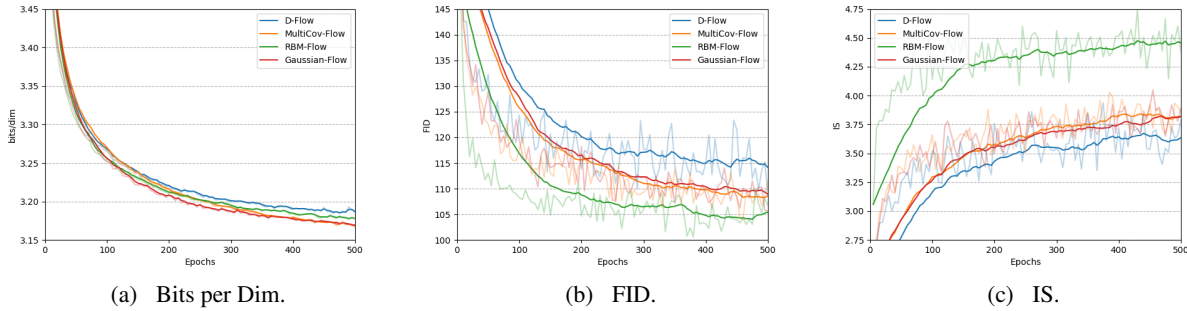 3.45
3.40
3.35
3.30
3.25
3.20
3.15
bits/dim
0
100
200
300
400
500
Epochs
D-Flow
MultiCov-Flow
RBM-Flow
Gaussian-Flow
(a) Bits per Dim.
145
140
135
130
125
120
115
110
105
100
FID
0
100
200
300
400
500
Epochs
D-Flow
MultiCov-Flow
RBM-Flow
Gaussian-Flow
(b) FID.
4.75
4.50
4.25
4.00
3.75
3.50
3.25
3.00
2.75
IS
0
100
200
300
400
500
Epochs
D-Flow
MultiCov-Flow
RBM-Flow
Gaussian-Flow
(c) IS.